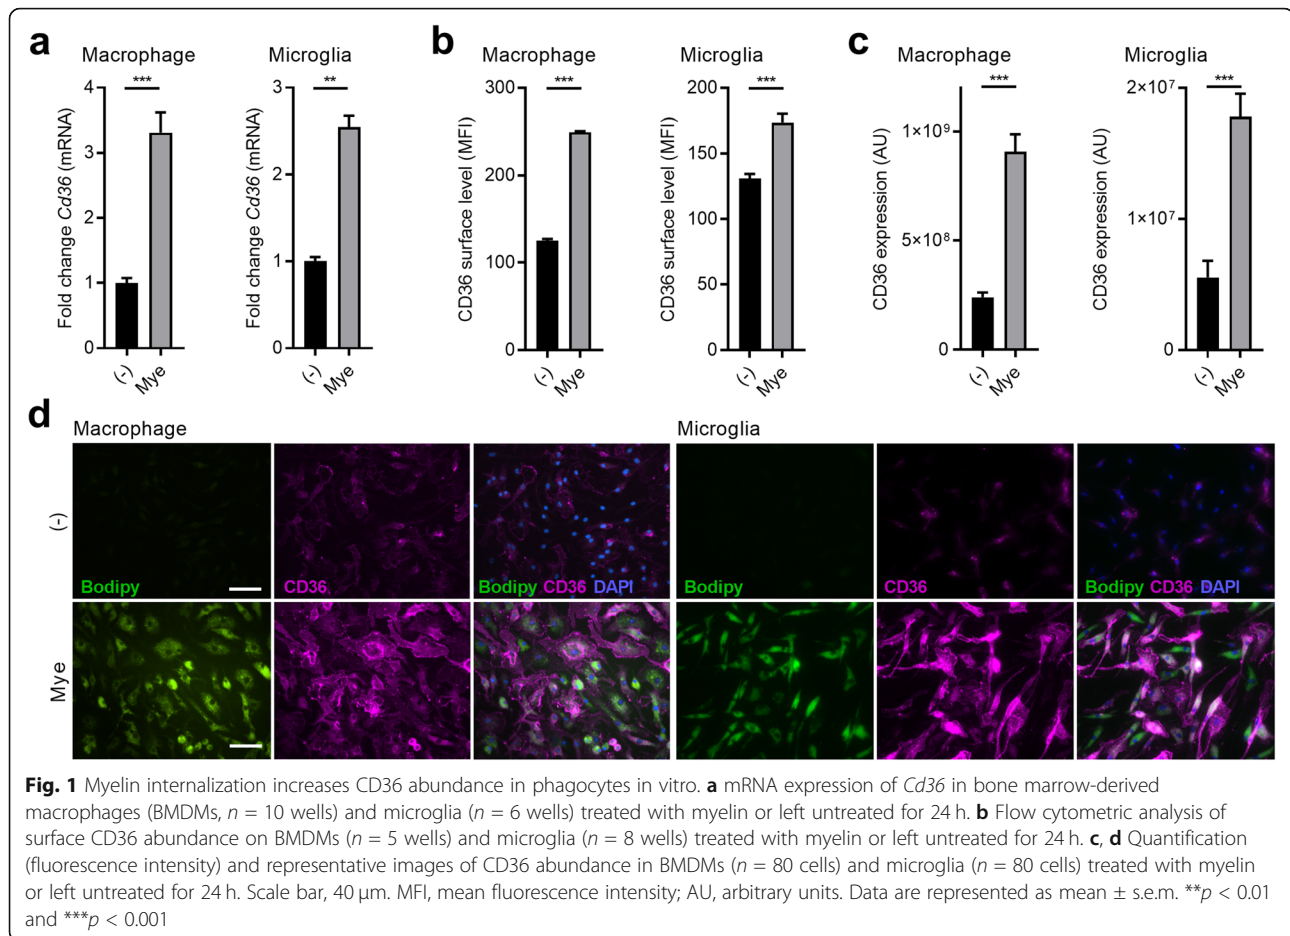 a
Macrophage
Microglia
Fold change Cd36 (mRNA)
4
3
2
1
0
***
(-)
Mye
Fold change Cd36 (mRNA)
3
2
1
0
**
(-)
Mye
b
Macrophage
Microglia
CD36 surface level (MFI)
300
200
100
0
***
(-)
Mye
CD36 surface level (MFI)
200
150
100
50
0
***
(-)
Mye
c
Macrophage
Microglia
CD36 expression (AU)
1×10⁹
5×10⁸
0
***
(-)
Mye
CD36 expression (AU)
2×10⁷
1×10⁷
0
***
(-)
Mye
d
Macrophage
Microglia
(-)
Bodipy
CD36
Bodipy CD36 DAPI
Bodipy
CD36
Bodipy CD36 DAPI
Mye
Fig. 1 Myelin internalization increases CD36 abundance in phagocytes in vitro. a mRNA expression of Cd36 in bone marrow-derived
macrophages (BMDMs, n = 10 wells) and microglia (n = 6 wells) treated with myelin or left untreated for 24 h. b Flow cytometric analysis of
surface CD36 abundance on BMDMs (n = 5 wells) and microglia (n = 8 wells) treated with myelin or left untreated for 24 h. c, d Quantification
(fluorescence intensity) and representative images of CD36 abundance in BMDMs (n = 80 cells) and microglia (n = 80 cells) treated with myelin
or left untreated for 24 h. Scale bar, 40 μm. MFI, mean fluorescence intensity; AU, arbitrary units. Data are represented as mean ± s.e.m. **p < 0.01
and ***p < 0.001